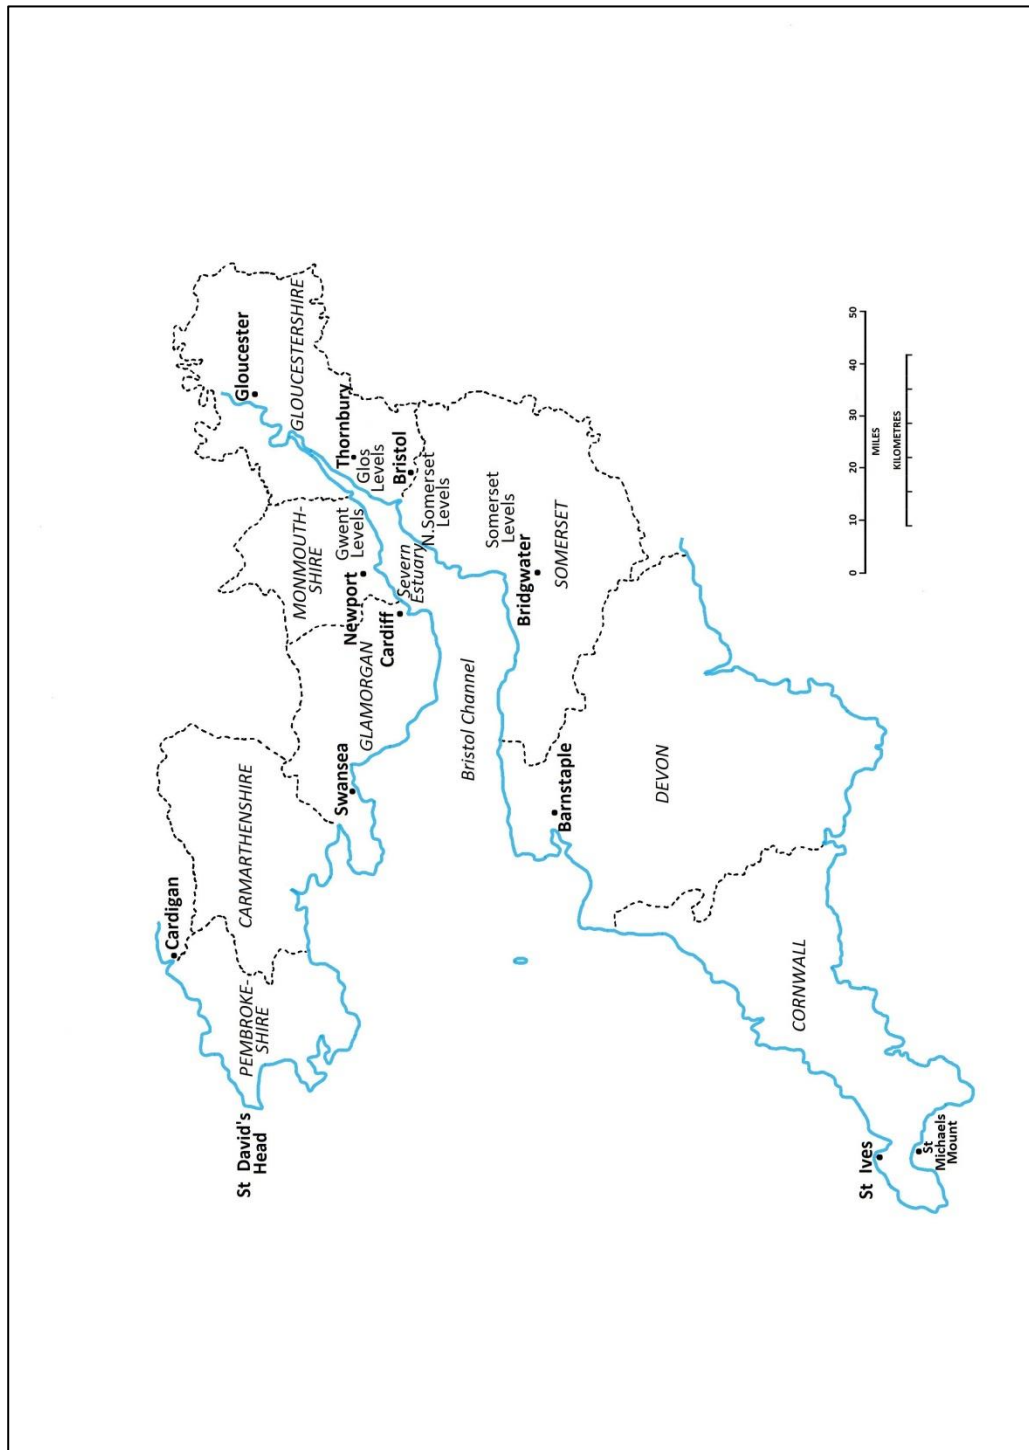 Cardigan
PEMBROKE-
SHIRE
CARMARTHENSHIRE
St David's
Head
Swansea
GLAMORGAN
MONMOUTH-
SHIRE
Newport
Cardiff
Gwent
Levels
Severn
Estuary
Gloucester
GLOUCESTERSHIRE
Thornbury
Glos
Levels
Bristol
N.Somerset
Levels
Bristol Channel
Somerset
Levels
Bridgwater
SOMERSET
Barnstaple
DEVON
CORNWALL
St Ives
St
Michaels
Mount
0 10 20 30 40 50
MILES
KILOMETRES